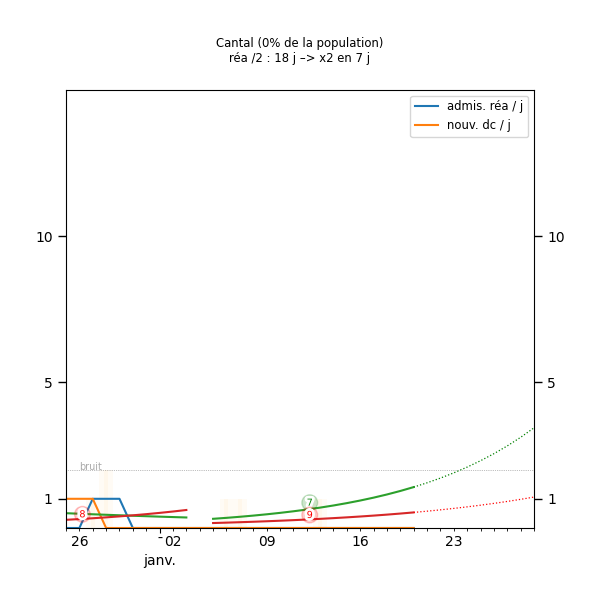 Cantal (0% de la population)
réa /2 : 18 j –> x2 en 7 j
admis. réa / j
nouv. dc / j
10 10
5 5
bruit
1 1
8 7
9
26 02 09 16 23
janv.